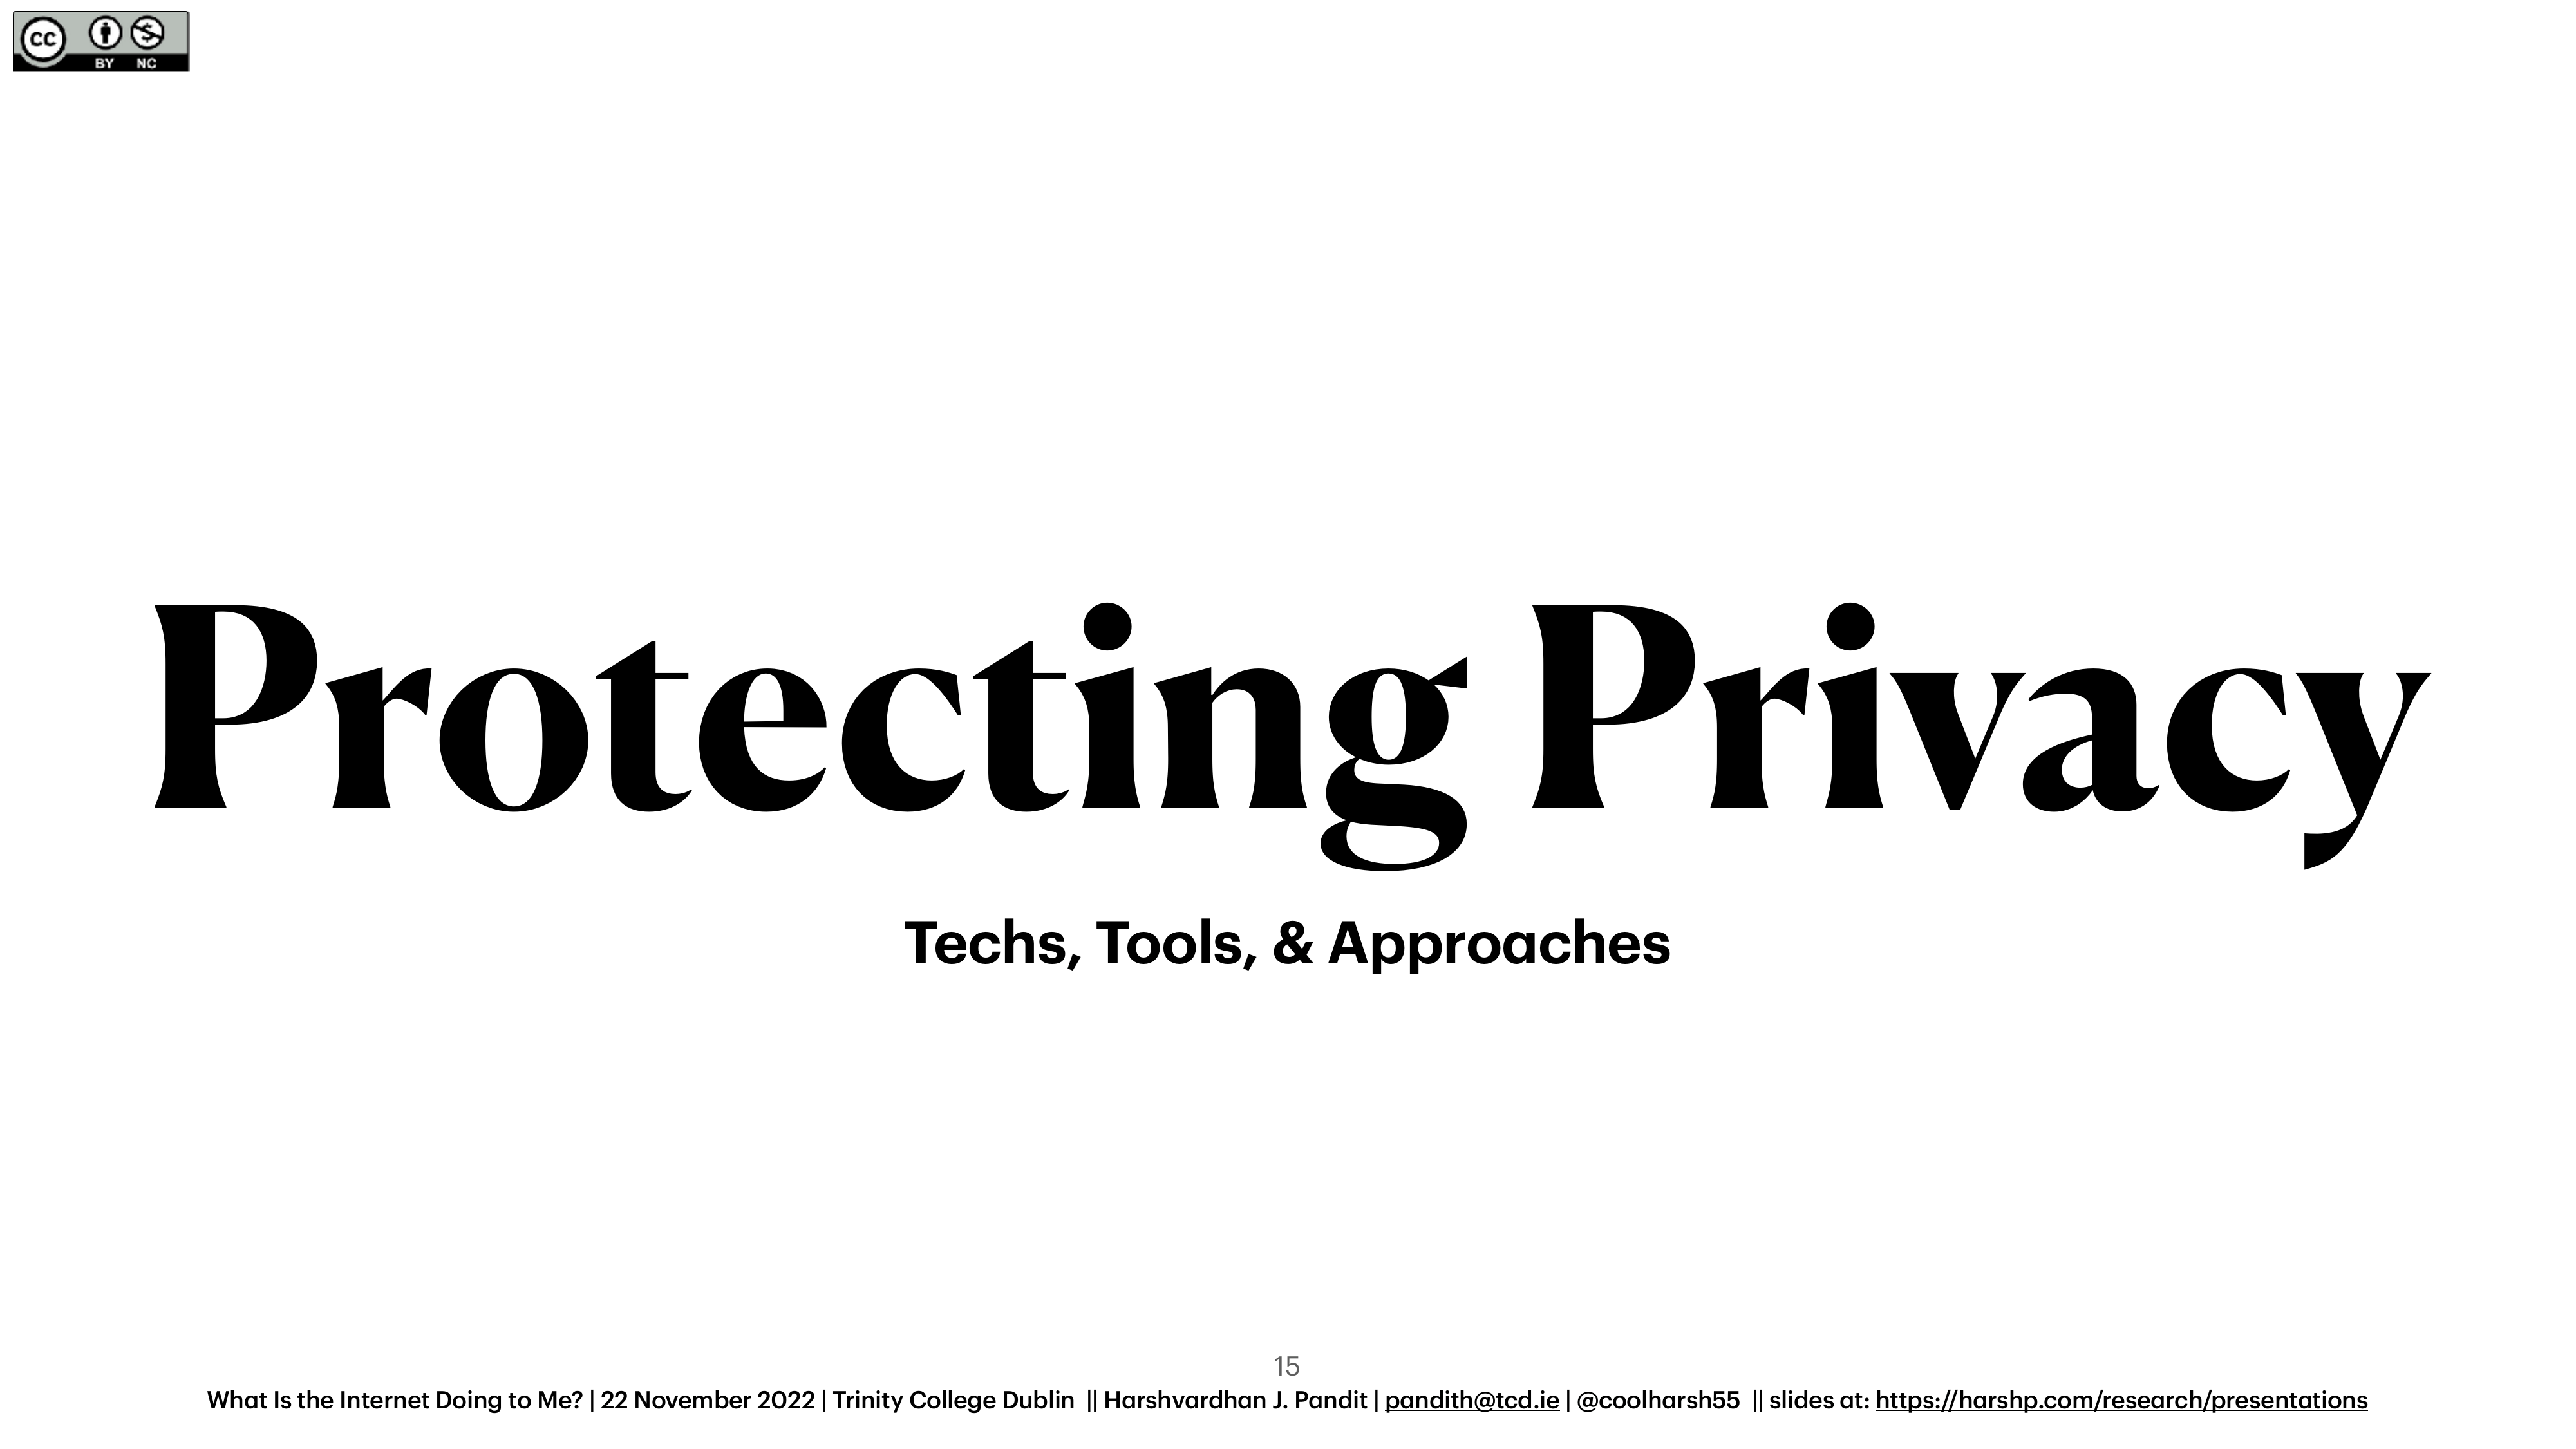 CC BY NC
Protecting Privacy
Techs, Tools, & Approaches
15
What Is the Internet Doing to Me? | 22 November 2022 | Trinity College Dublin || Harshvardhan J. Pandit | pandith@tcd.ie | @coolharsh55 || slides at: https://harshp.com/research/presentations